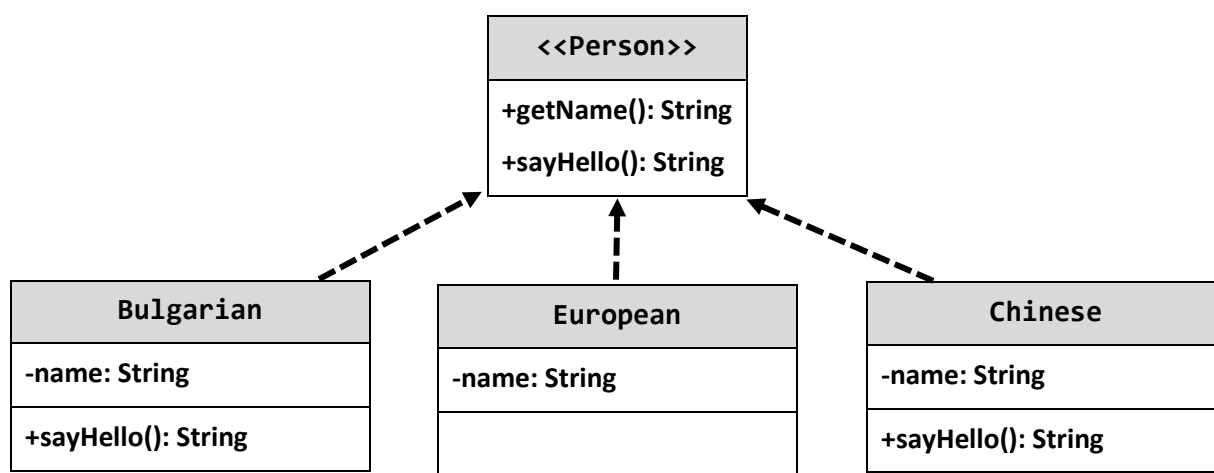 <<Person>>
+getName(): String
+sayHello(): String
Bulgarian
-name: String
+sayHello(): String
European
-name: String
Chinese
-name: String
+sayHello(): String